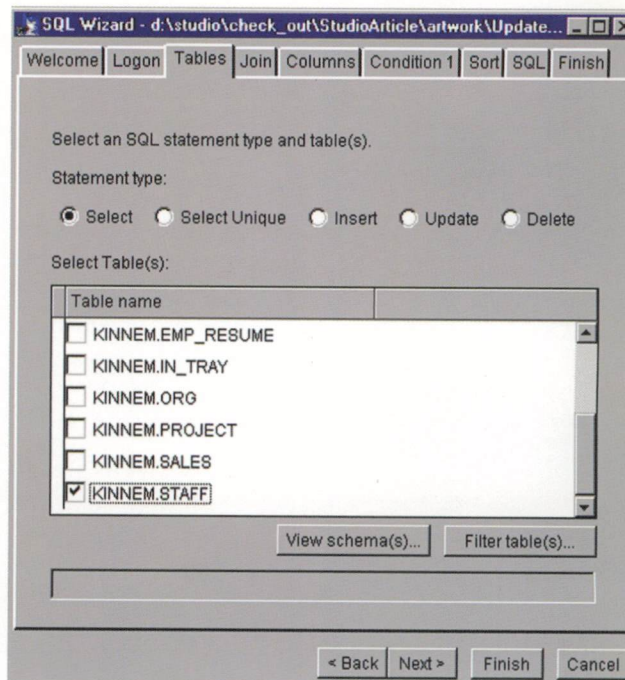 SQL Wizard - d:\studio\check_out\StudioArticle\artwork\Update...
Welcome Logon Tables Join Columns Condition 1 Sort SQL Finish
Select an SQL statement type and table(s).
Statement type:
Select Select Unique Insert Update Delete
Select Table(s):
Table name
KINNEM.EMP_RESUME
KINNEM.IN_TRAY
KINNEM.ORG
KINNEM.PROJECT
KINNEM.SALES
KINNEM.STAFF
View schema(s)... Filter table(s)...
< Back Next > Finish Cancel